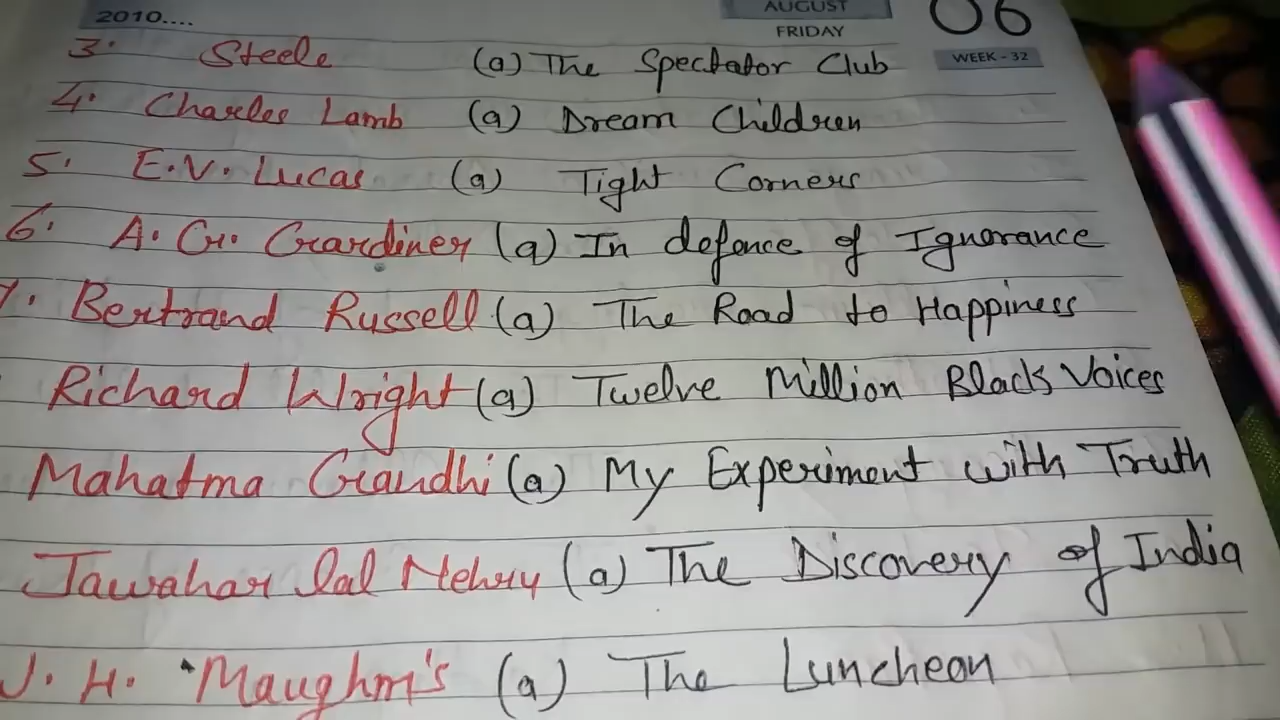 2010....
AUGUST
FRIDAY
06
WEEK - 32
3. Steele (a) The Spectator Club
4. Charles Lamb (a) Dream Children
5. E.V. Lucas (a) Tight Corners
6. A. G. Gardiner (a) In defence of Ignorance
7. Bertrand Russell (a) The Road to Happiness
Richard Wright (a) Twelve Million Black Voices
Mahatma Gandhi (a) My Experiment with Truth
Jawahar lal Nehry (a) The Discovery of India
J. H. Maughm's (a) The Luncheon